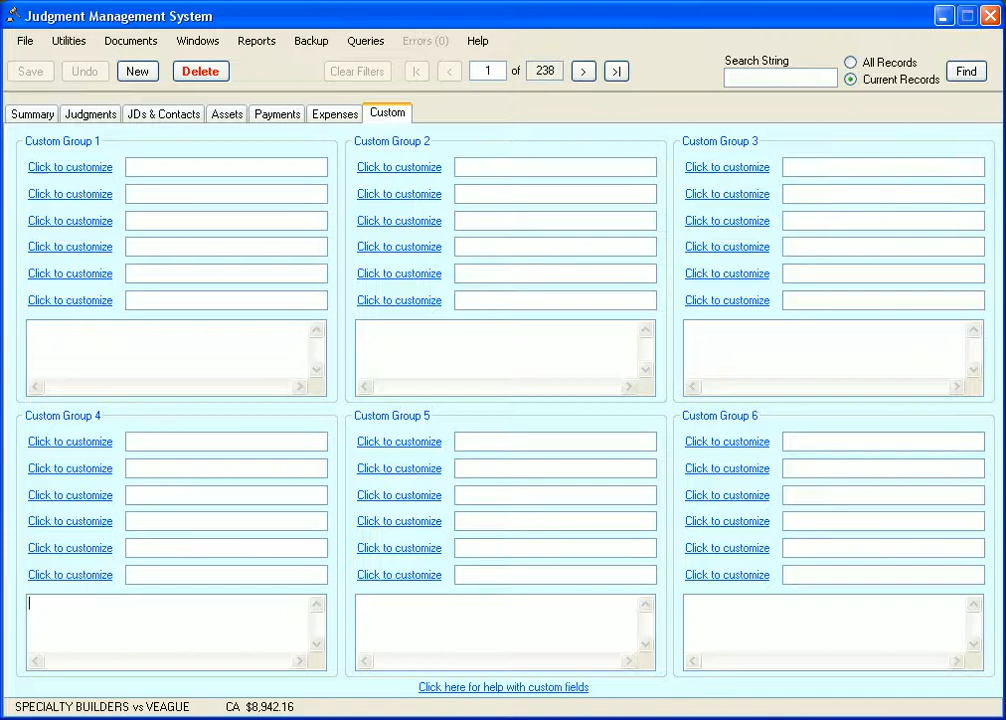 Judgment Management System
File Utilities Documents Windows Reports Backup Queries Errors (0) Help
Save Undo New Delete Clear Filters |< < 1 of 238 > >| Search String All Records Current Records Find
Summary Judgments JDs & Contacts Assets Payments Expenses Custom
Custom Group 1 Custom Group 2 Custom Group 3
Click to customize Click to customize Click to customize
Click to customize Click to customize Click to customize
Click to customize Click to customize Click to customize
Click to customize Click to customize Click to customize
Click to customize Click to customize Click to customize
Click to customize Click to customize Click to customize
Custom Group 4 Custom Group 5 Custom Group 6
Click to customize Click to customize Click to customize
Click to customize Click to customize Click to customize
Click to customize Click to customize Click to customize
Click to customize Click to customize Click to customize
Click to customize Click to customize Click to customize
Click to customize Click to customize Click to customize
Click here for help with custom fields
SPECIALTY BUILDERS vs VEAGUE CA $8,942.16